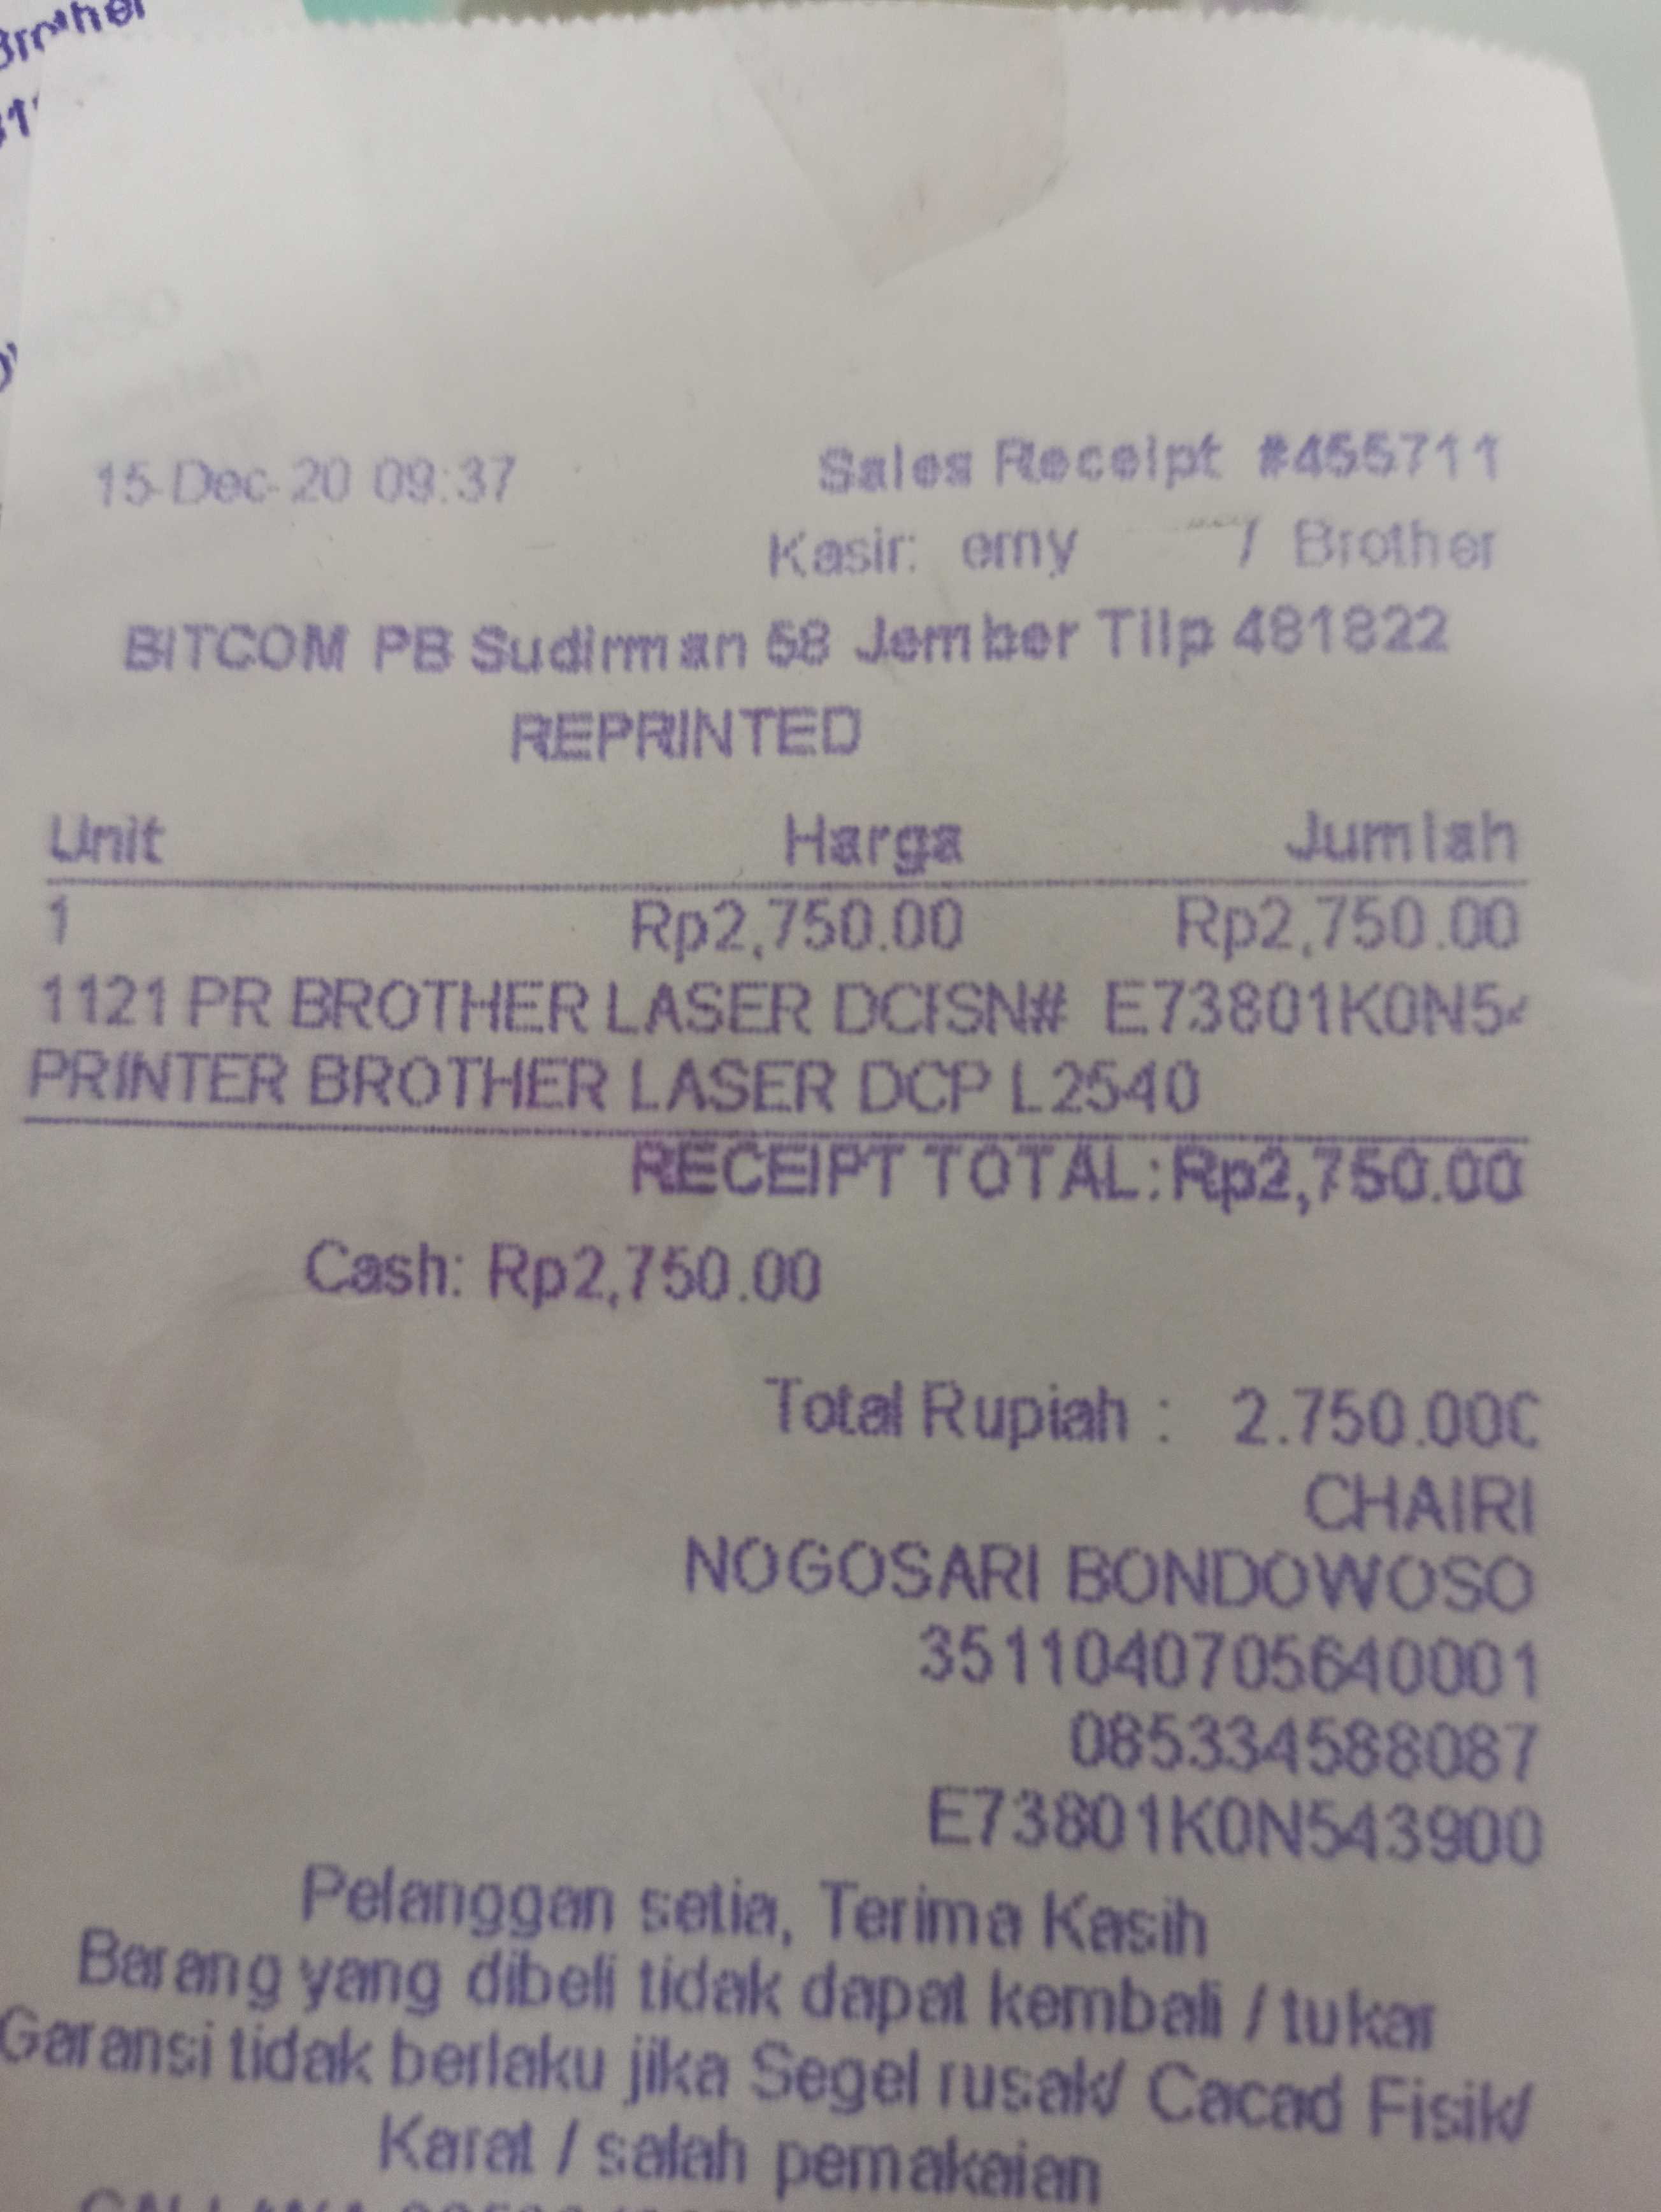 Brother
15-Dec-20 09:37 Sales Receipt #455711
Kasir: erny / Brother
BITCOM PB Sudirman 58 Jember Tilp 481822
REPRINTED
Unit Harga Jumlah
1 Rp2,750.00 Rp2,750.00
1121 PR BROTHER LASER DCISN# E73801K0N5
PRINTER BROTHER LASER DCP L2540
RECEIPT TOTAL: Rp2,750.00
Cash: Rp2,750.00
Total Rupiah : 2.750.000
CHAIRI
NOGOSARI BONDOWOSO
3511040705640001
085334588087
E73801K0N543900
Pelanggan setia, Terima Kasih
Barang yang dibeli tidak dapat kembali / tukar
Garansi tidak berlaku jika Segel rusak/ Cacad Fisik/
Karat / salah pemakaian